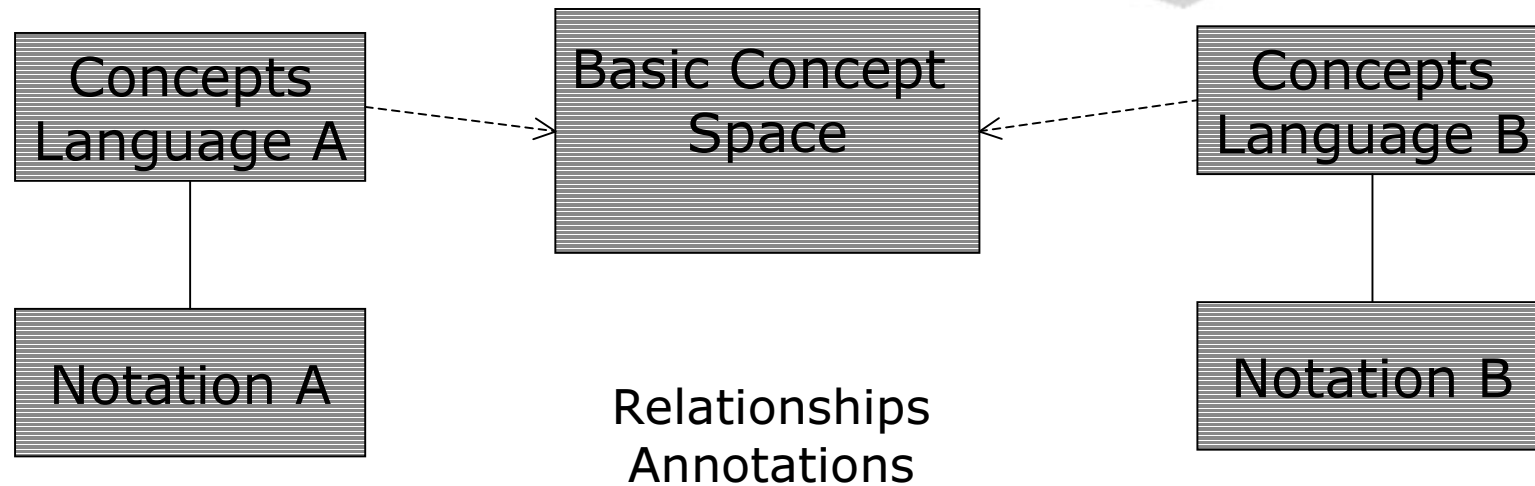 Concepts
Language A
Basic Concept
Space
Concepts
Language B
Notation A
Notation B
Relationships
Annotations